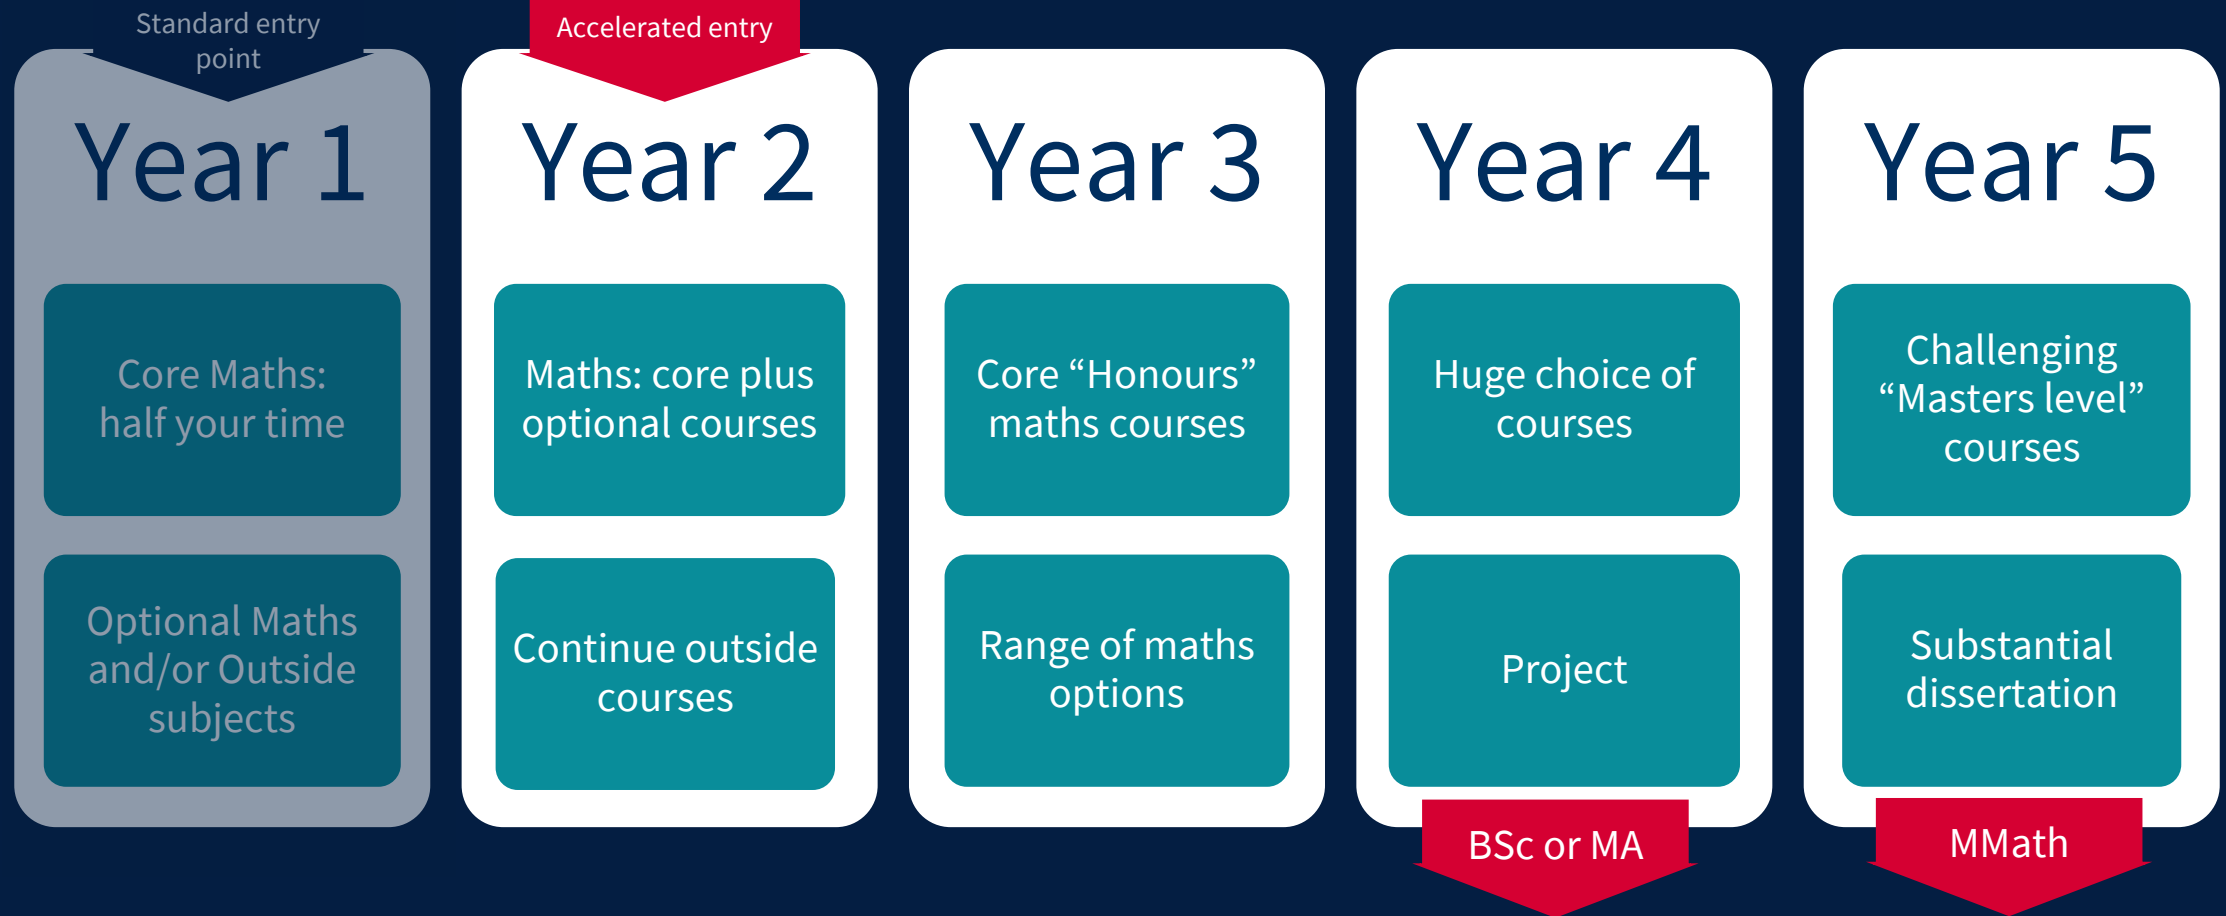 Standard entry
point
Accelerated entry
Year 1
Year 2
Year 3
Year 4
Year 5
Core Maths:
half your time
Maths: core plus
optional courses
Core “Honours”
maths courses
Huge choice of
courses
Challenging
“Masters level”
courses
Optional Maths
and/or Outside
subjects
Continue outside
courses
Range of maths
options
Project
Substantial
dissertation
BSc or MA
MMath